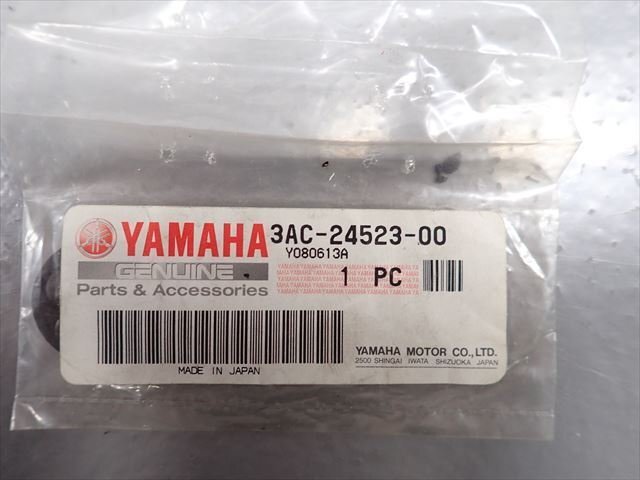 YAMAHA 3AC-24523-00
Y080613A
GENUINE
1 PC
Parts & Accessories
MADE IN JAPAN
YAMAHA MOTOR CO.,LTD.
2500 SHINGAI IWATA SHIZUOKA JAPAN